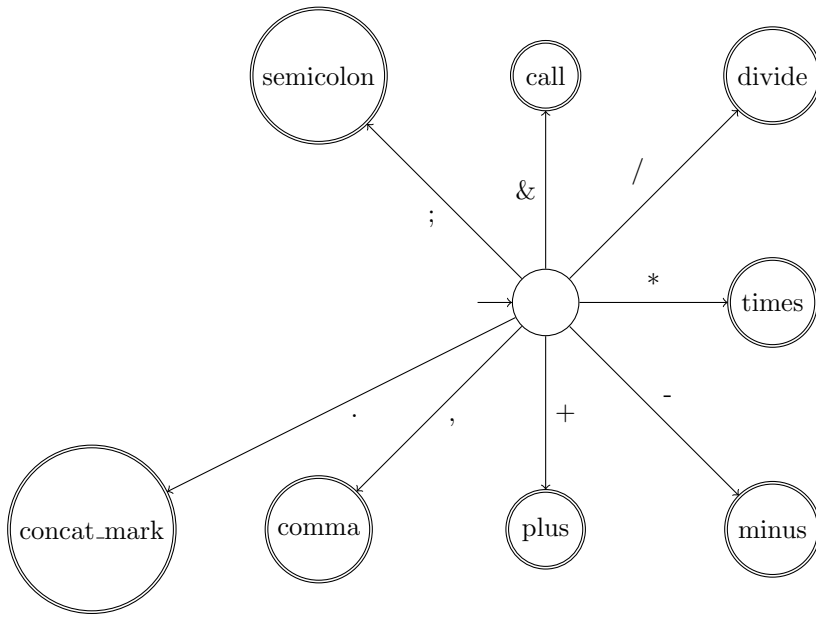 semicolon
call
divide
/
&
;
*
times
-
.
,
+
concat_mark
comma
plus
minus